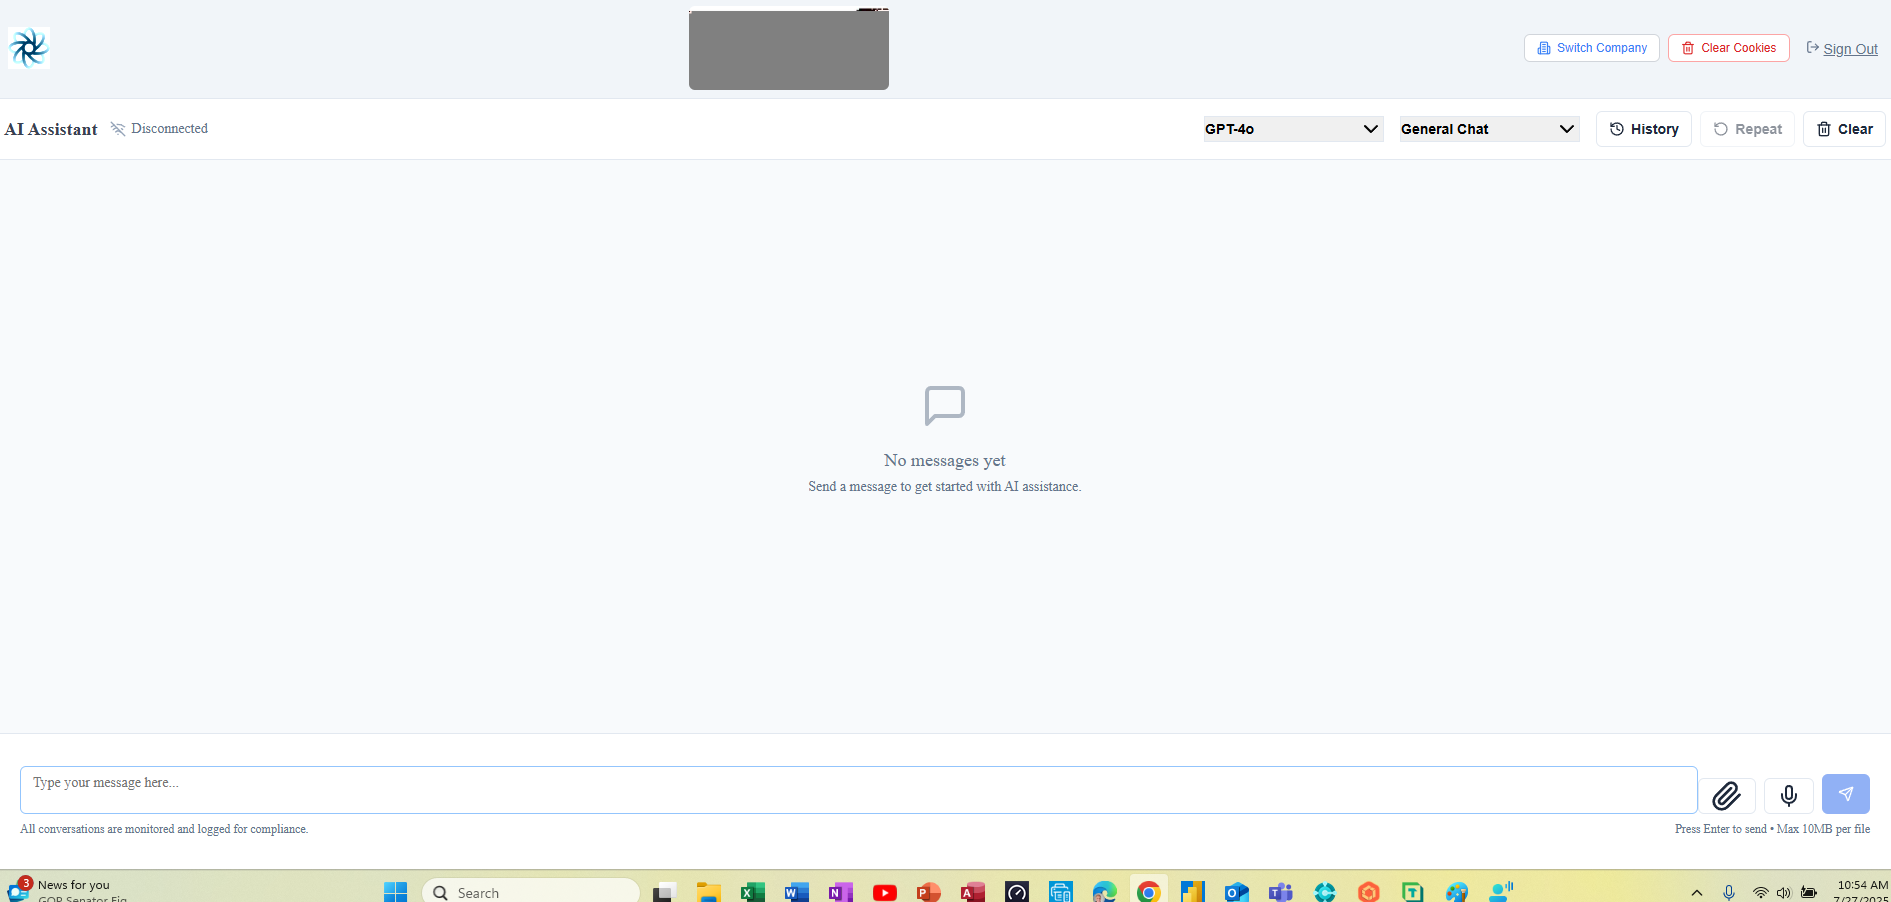 Switch Company
Clear Cookies
Sign Out
AI Assistant
Disconnected
GPT-4o
General Chat
History
Repeat
Clear
No messages yet
Send a message to get started with AI assistance.
Type your message here...
All conversations are monitored and logged for compliance.
Press Enter to send • Max 10MB per file
3
News for you
GOP Senator Fig
Search
10:54 AM
7/27/2025